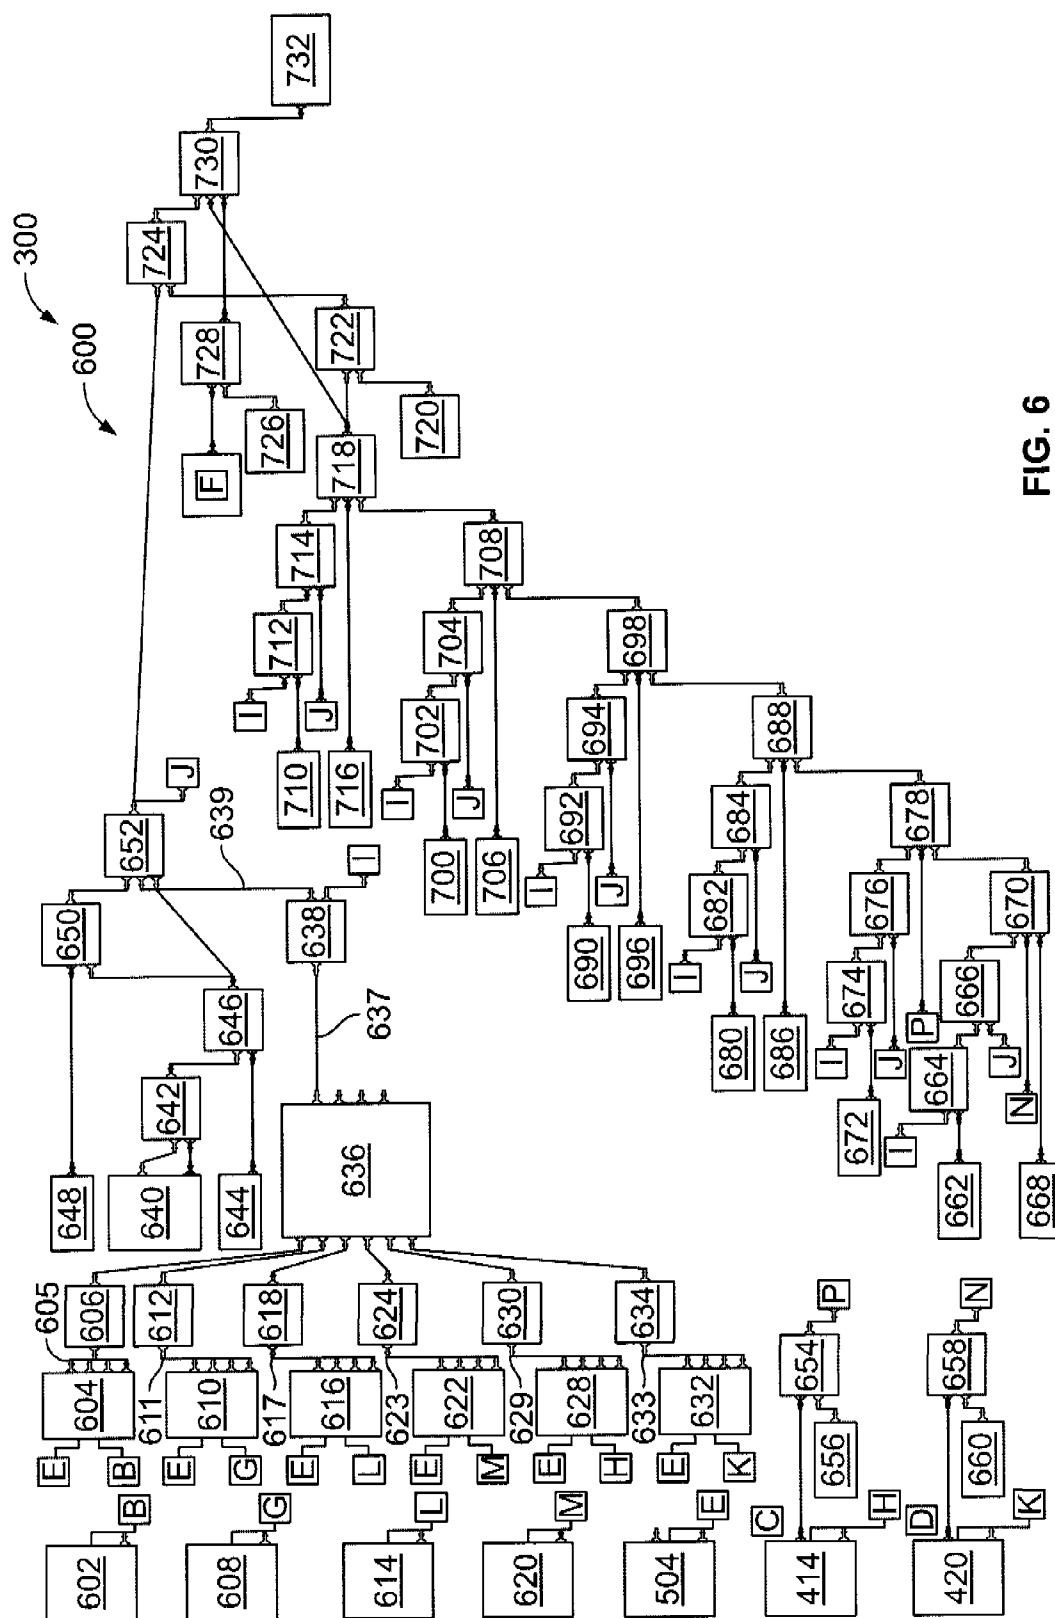 300
600
602
B
608
G
614
L
620
M
504
E
414
C
H
420
D
K
E
B
604
605
606
E
G
610
611
612
E
L
616
617
618
E
M
622
623
624
E
H
628
629
630
E
K
632
633
634
636
637
638
I
639
640
642
644
646
648
650
652
J
654
P
656
658
N
660
662
I
664
J
666
N
668
670
672
I
674
J
676
P
678
680
I
682
J
684
686
688
690
I
692
J
694
696
698
700
I
702
J
704
706
708
710
I
712
J
714
716
718
720
722
724
F
726
728
730
732
FIG. 6